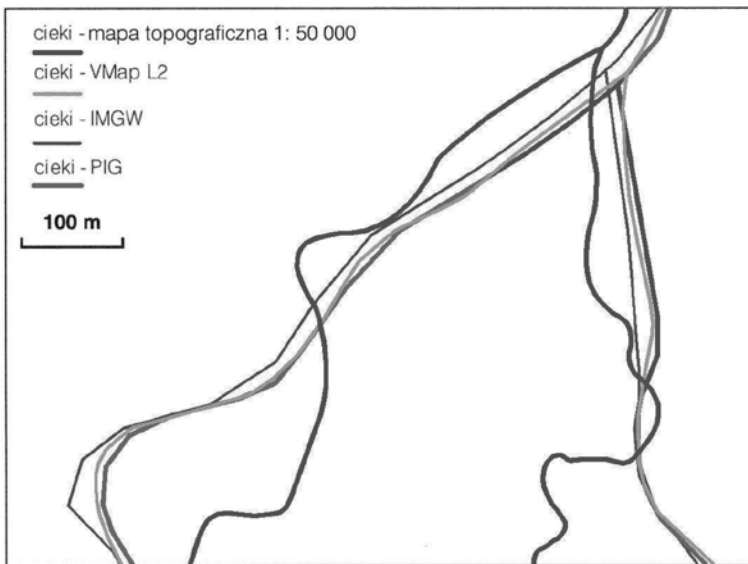 cieki - mapa topograficzna 1: 50 000
cieki - VMap L2
cieki - IMGW
cieki - PIG
100 m